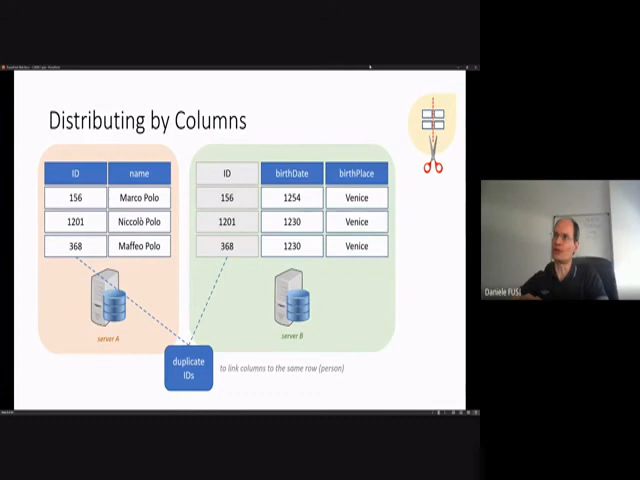 Distributing by Columns
ID name
156 Marco Polo
1201 Niccolò Polo
368 Maffeo Polo
server A
ID birthDate birthPlace
156 1254 Venice
1201 1230 Venice
368 1230 Venice
server B
duplicate
IDs
to link columns to the same row (person)
Daniele FUSI